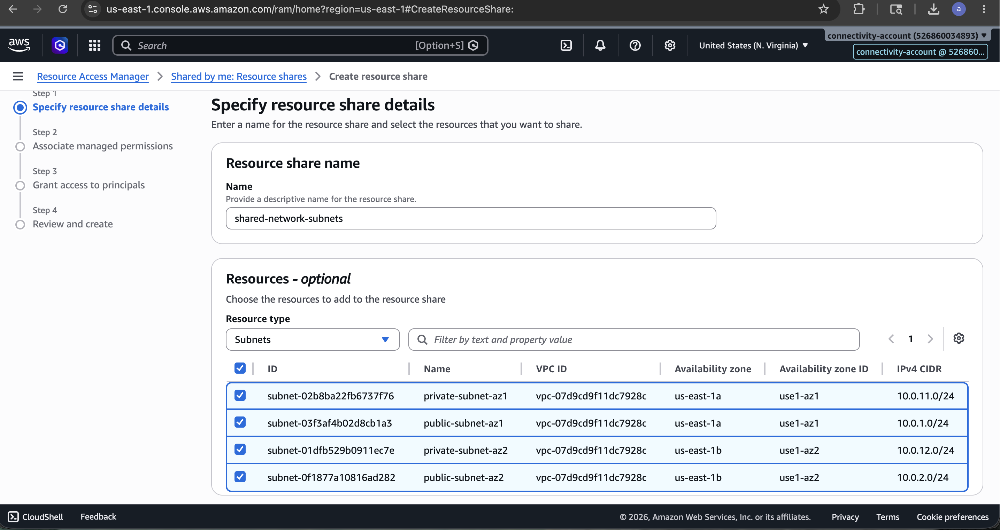 us-east-1.console.aws.amazon.com/ram/home?region=us-east-1#CreateResourceShare:
a
aws
Search
[Option+S]
United States (N. Virginia)
connectivity-account (526860034893)
connectivity-account @ 526860...
Resource Access Manager
Shared by me: Resource shares
Create resource share
Step 1
Specify resource share details
Step 2
Associate managed permissions
Step 3
Grant access to principals
Step 4
Review and create
Specify resource share details
Enter a name for the resource share and select the resources that you want to share.
Resource share name
Name
Provide a descriptive name for the resource share.
shared-network-subnets
Resources - optional
Choose the resources to add to the resource share
Resource type
Subnets
Filter by text and property value
1
ID Name VPC ID Availability zone Availability zone ID IPv4 CIDR
subnet-02b8ba22fb6737f76 private-subnet-az1 vpc-07d9cd9f11dc7928c us-east-1a use1-az1 10.0.11.0/24
subnet-03f3af4b02d8cb1a3 public-subnet-az1 vpc-07d9cd9f11dc7928c us-east-1a use1-az1 10.0.1.0/24
subnet-01dfb529b0911ec7e private-subnet-az2 vpc-07d9cd9f11dc7928c us-east-1b use1-az2 10.0.12.0/24
subnet-0f1877a10816ad282 public-subnet-az2 vpc-07d9cd9f11dc7928c us-east-1b use1-az2 10.0.2.0/24
CloudShell
Feedback
© 2026, Amazon Web Services, Inc. or its affiliates.
Privacy
Terms
Cookie preferences